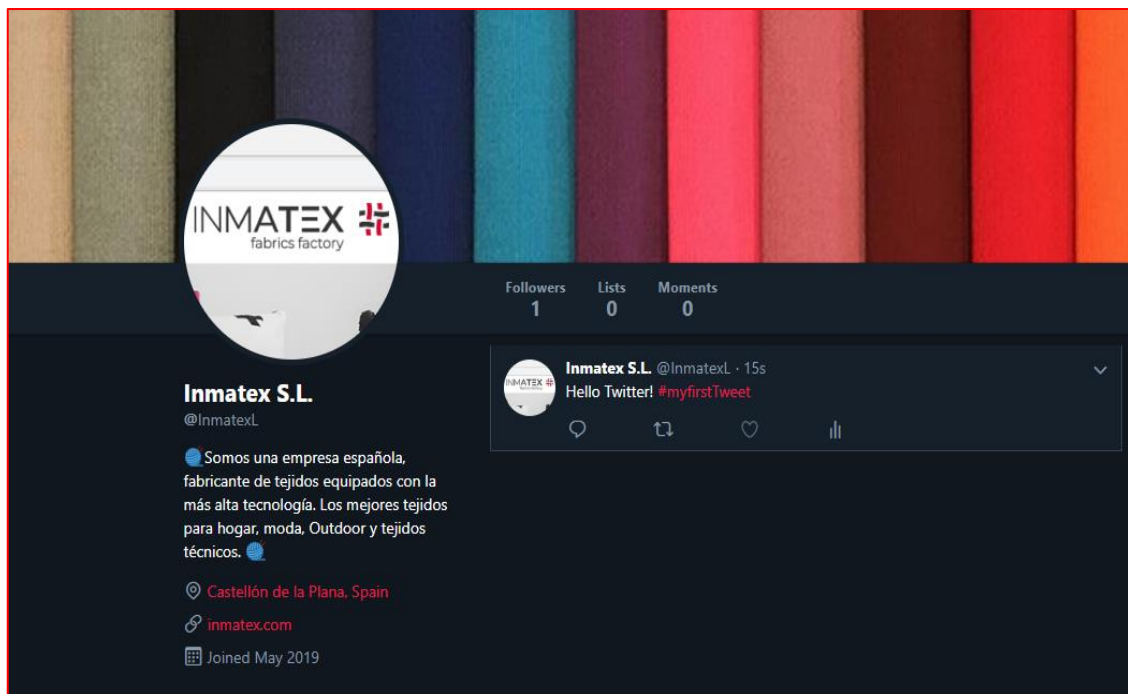 INMATEX
fabrics factory
Followers Lists Moments
1 0 0
Inmatex S.L. @InmatexL · 15s
Hello Twitter! #myfirstTweet
INMATEX
Inmatex S.L.
@InmatexL
Somos una empresa española,
fabricante de tejidos equipados con la
más alta tecnología. Los mejores tejidos
para hogar, moda, Outdoor y tejidos
técnicos.
Castellón de la Plana, Spain
inmatex.com
Joined May 2019